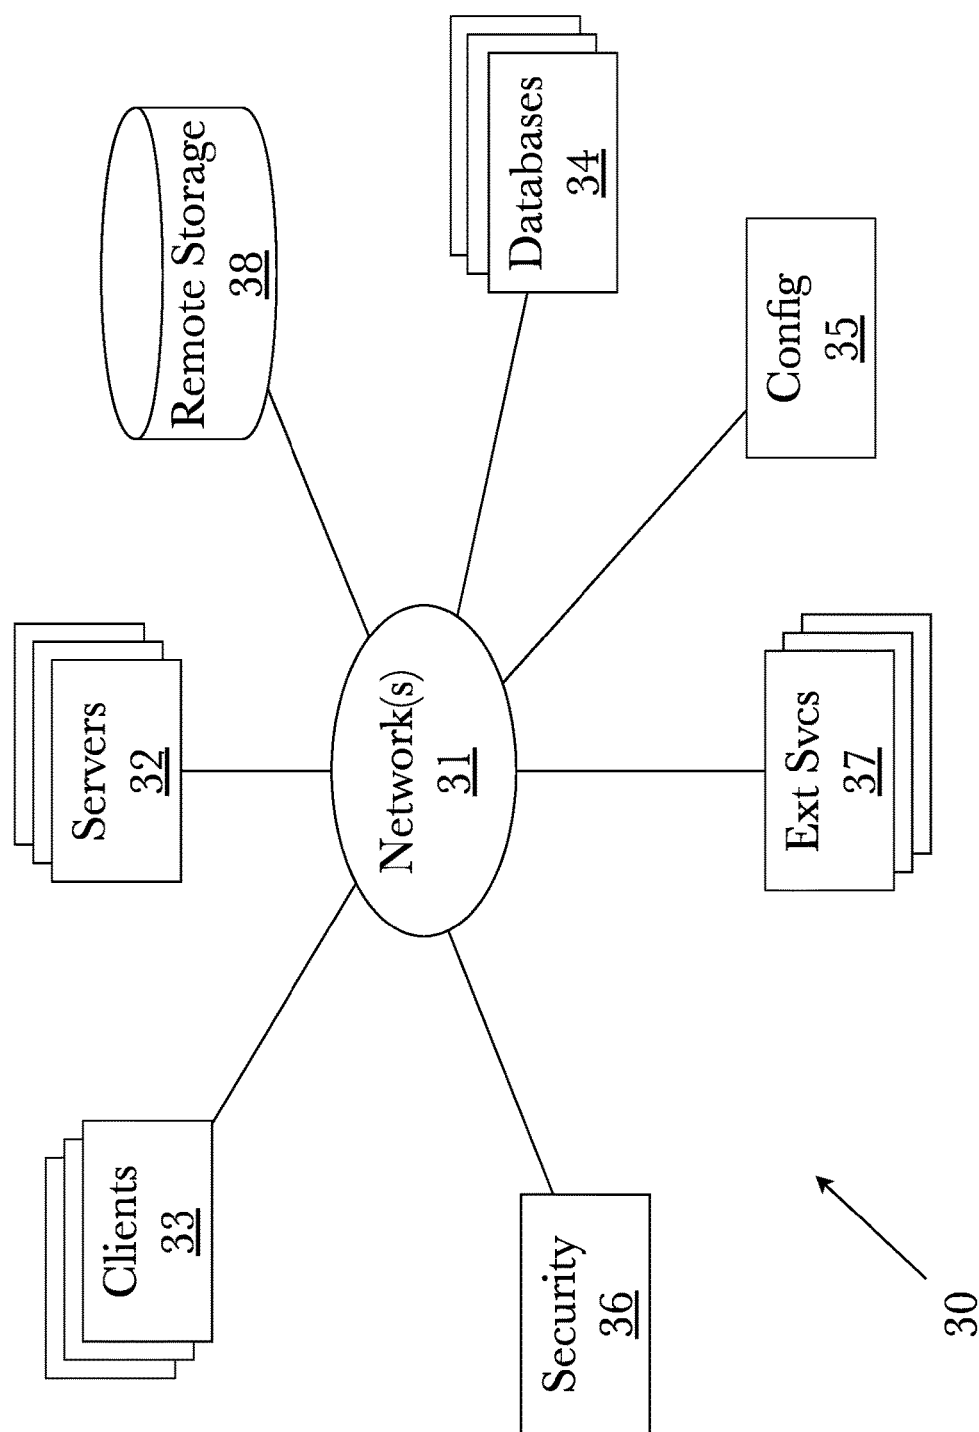 Clients
33
Servers
32
Remote Storage
38
Network(s)
31
Databases
34
Security
36
Ext Svcs
37
Config
35
30